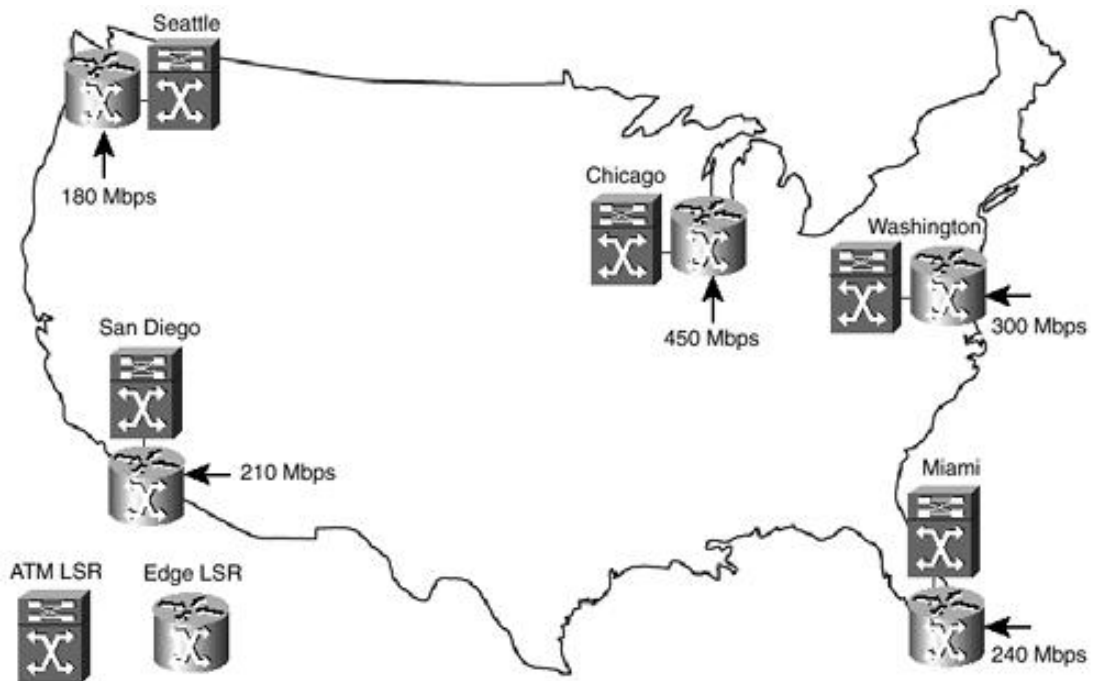 Seattle
180 Mbps
Chicago
450 Mbps
Washington
300 Mbps
San Diego
210 Mbps
Miami
240 Mbps
ATM LSR
Edge LSR